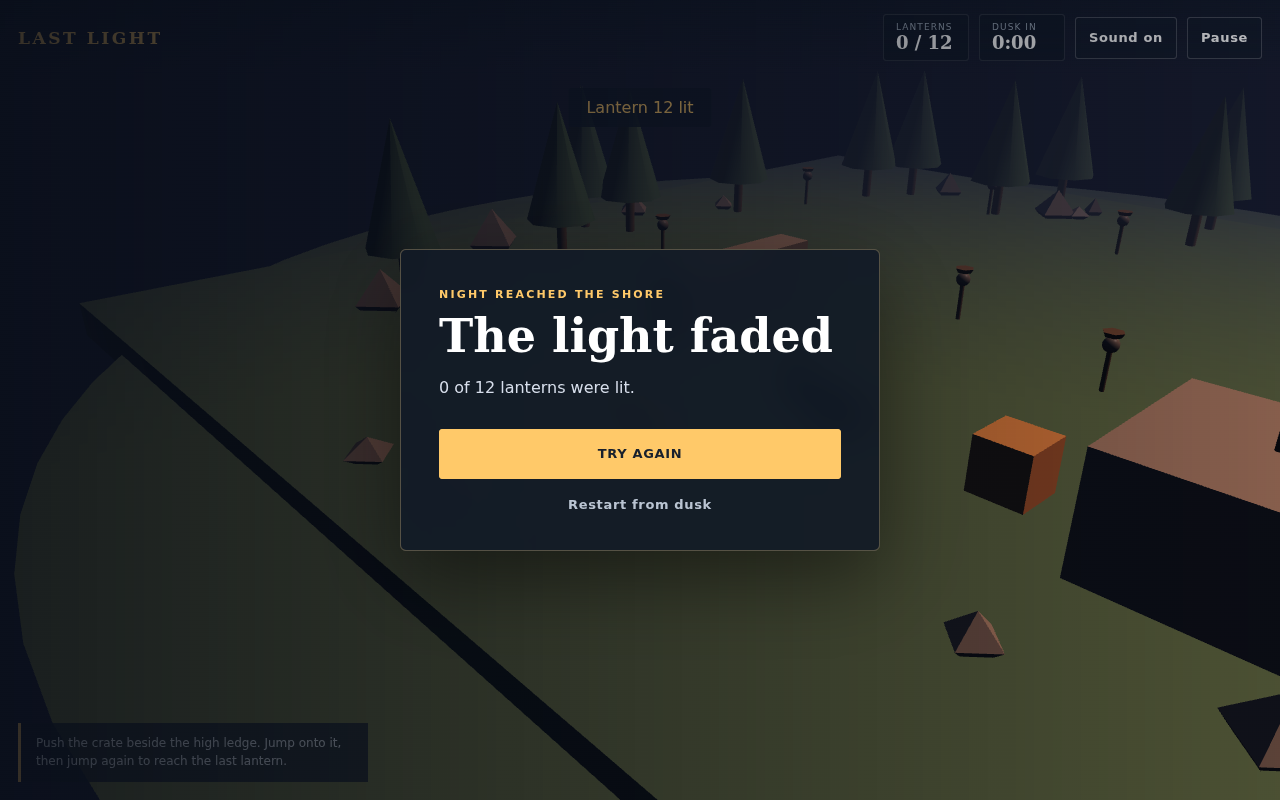 LAST LIGHT
LANTERNS
0 / 12
DUSK IN
0:00
Sound on
Pause
Lantern 12 lit
NIGHT REACHED THE SHORE
The light faded
0 of 12 lanterns were lit.
TRY AGAIN
Restart from dusk
Push the crate beside the high ledge. Jump onto it,
then jump again to reach the last lantern.